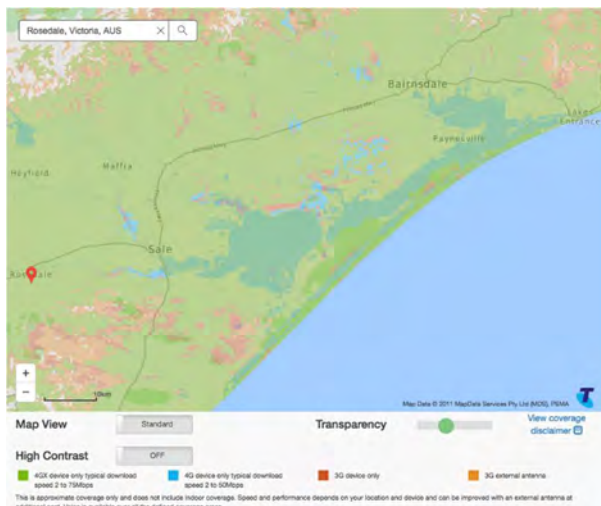 Rosedale, Victoria, AUS
Bairnsdale
Lakes
Entrance
Paynesville
Maffra
Heyfield
Sale
Rosedale
+
−
10km
Map Data © 2011 MapData Services Pty Ltd (MDS), PSMA
Map View
Standard
Transparency
View coverage
disclaimer
High Contrast
OFF
4GX device only typical download
speed 2 to 75Mbps
4G device only typical download
speed 2 to 50Mbps
3G device only
3G external antenna
This is approximate coverage only and does not include indoor coverage. Speed and performance depends on your location and device and can be improved with an external antenna at